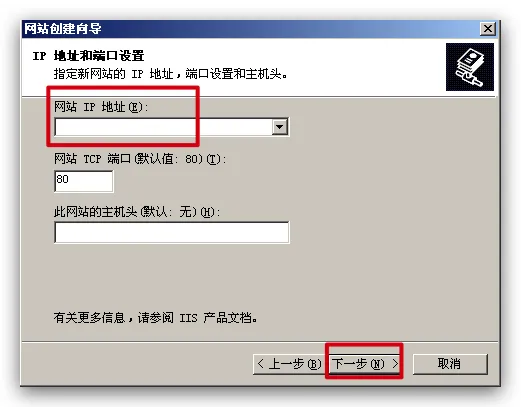 网站创建向导
IP 地址和端口设置
指定新网站的 IP 地址，端口设置和主机头。
网站 IP 地址(E):
网站 TCP 端口(默认值: 80)(T):
80
此网站的主机头(默认: 无)(H):
有关更多信息，请参阅 IIS 产品文档。
< 上一步(B) 下一步(N) > 取消